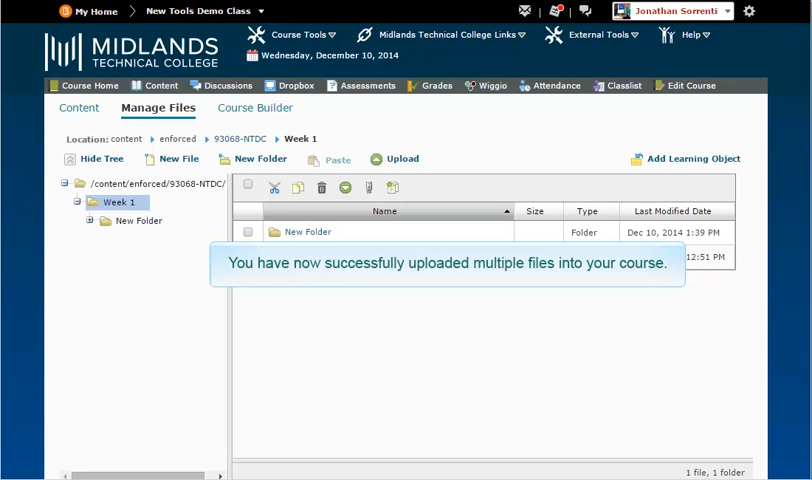 My Home New Tools Demo Class Jonathan Sorrenti
MIDLANDS
TECHNICAL COLLEGE
Course Tools Midlands Technical College Links External Tools Help
Wednesday, December 10, 2014
Course Home Content Discussions Dropbox Assessments Grades Wiggio Attendance Classlist Edit Course
Content Manage Files Course Builder
Location: content enforced 93068-NTDC Week 1
Hide Tree New File New Folder Paste Upload Add Learning Object
/content/enforced/93068-NTDC/
Week 1
New Folder
Name Size Type Last Modified Date
New Folder Folder Dec 10, 2014 1:39 PM
12:51 PM
You have now successfully uploaded multiple files into your course.
1 file, 1 folder